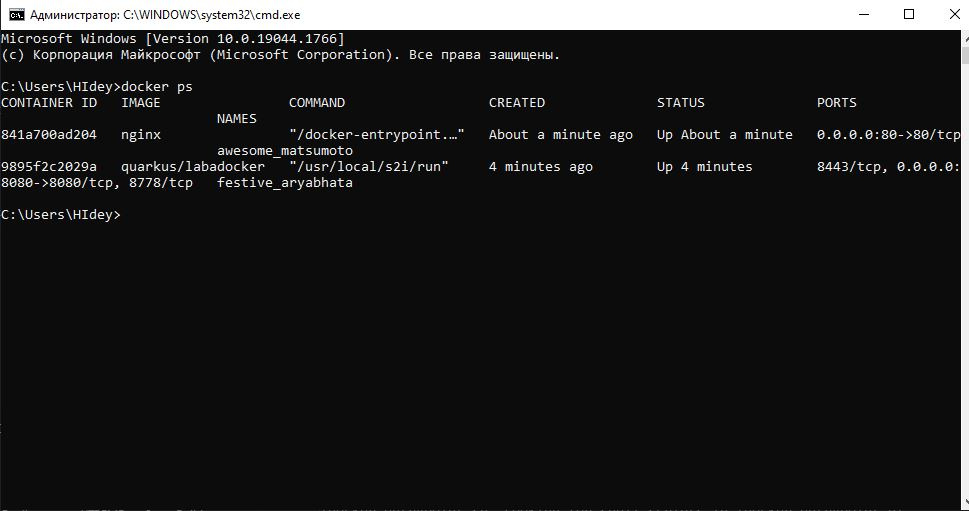 Администратор: C:\WINDOWS\system32\cmd.exe
Microsoft Windows [Version 10.0.19044.1766]
(c) Корпорация Майкрософт (Microsoft Corporation). Все права защищены.
C:\Users\HIdey>docker ps
CONTAINER ID   IMAGE                COMMAND                  CREATED              STATUS              PORTS
                           NAMES
841a700ad204   nginx                "/docker-entrypoint.…"   About a minute ago   Up About a minute   0.0.0.0:80->80/tcp
                           awesome_matsumoto
9895f2c2029a   quarkus/labadocker   "/usr/local/s2i/run"     4 minutes ago        Up 4 minutes        8443/tcp, 0.0.0.0:
8080->8080/tcp, 8778/tcp   festive_aryabhata
C:\Users\HIdey>